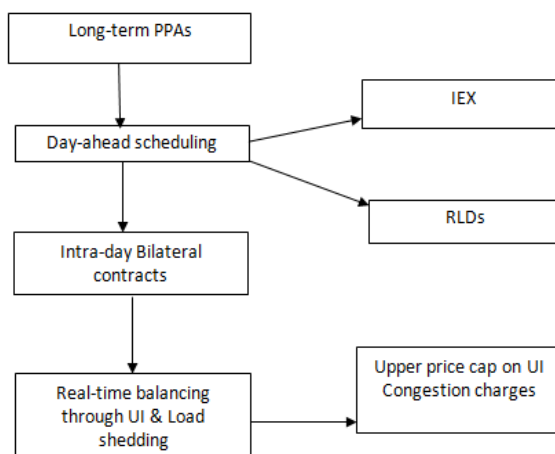 Long-term PPAs
IEX
Day-ahead scheduling
RLDs
Intra-day Bilateral
contracts
Upper price cap on UI
Congestion charges
Real-time balancing
through UI & Load
shedding